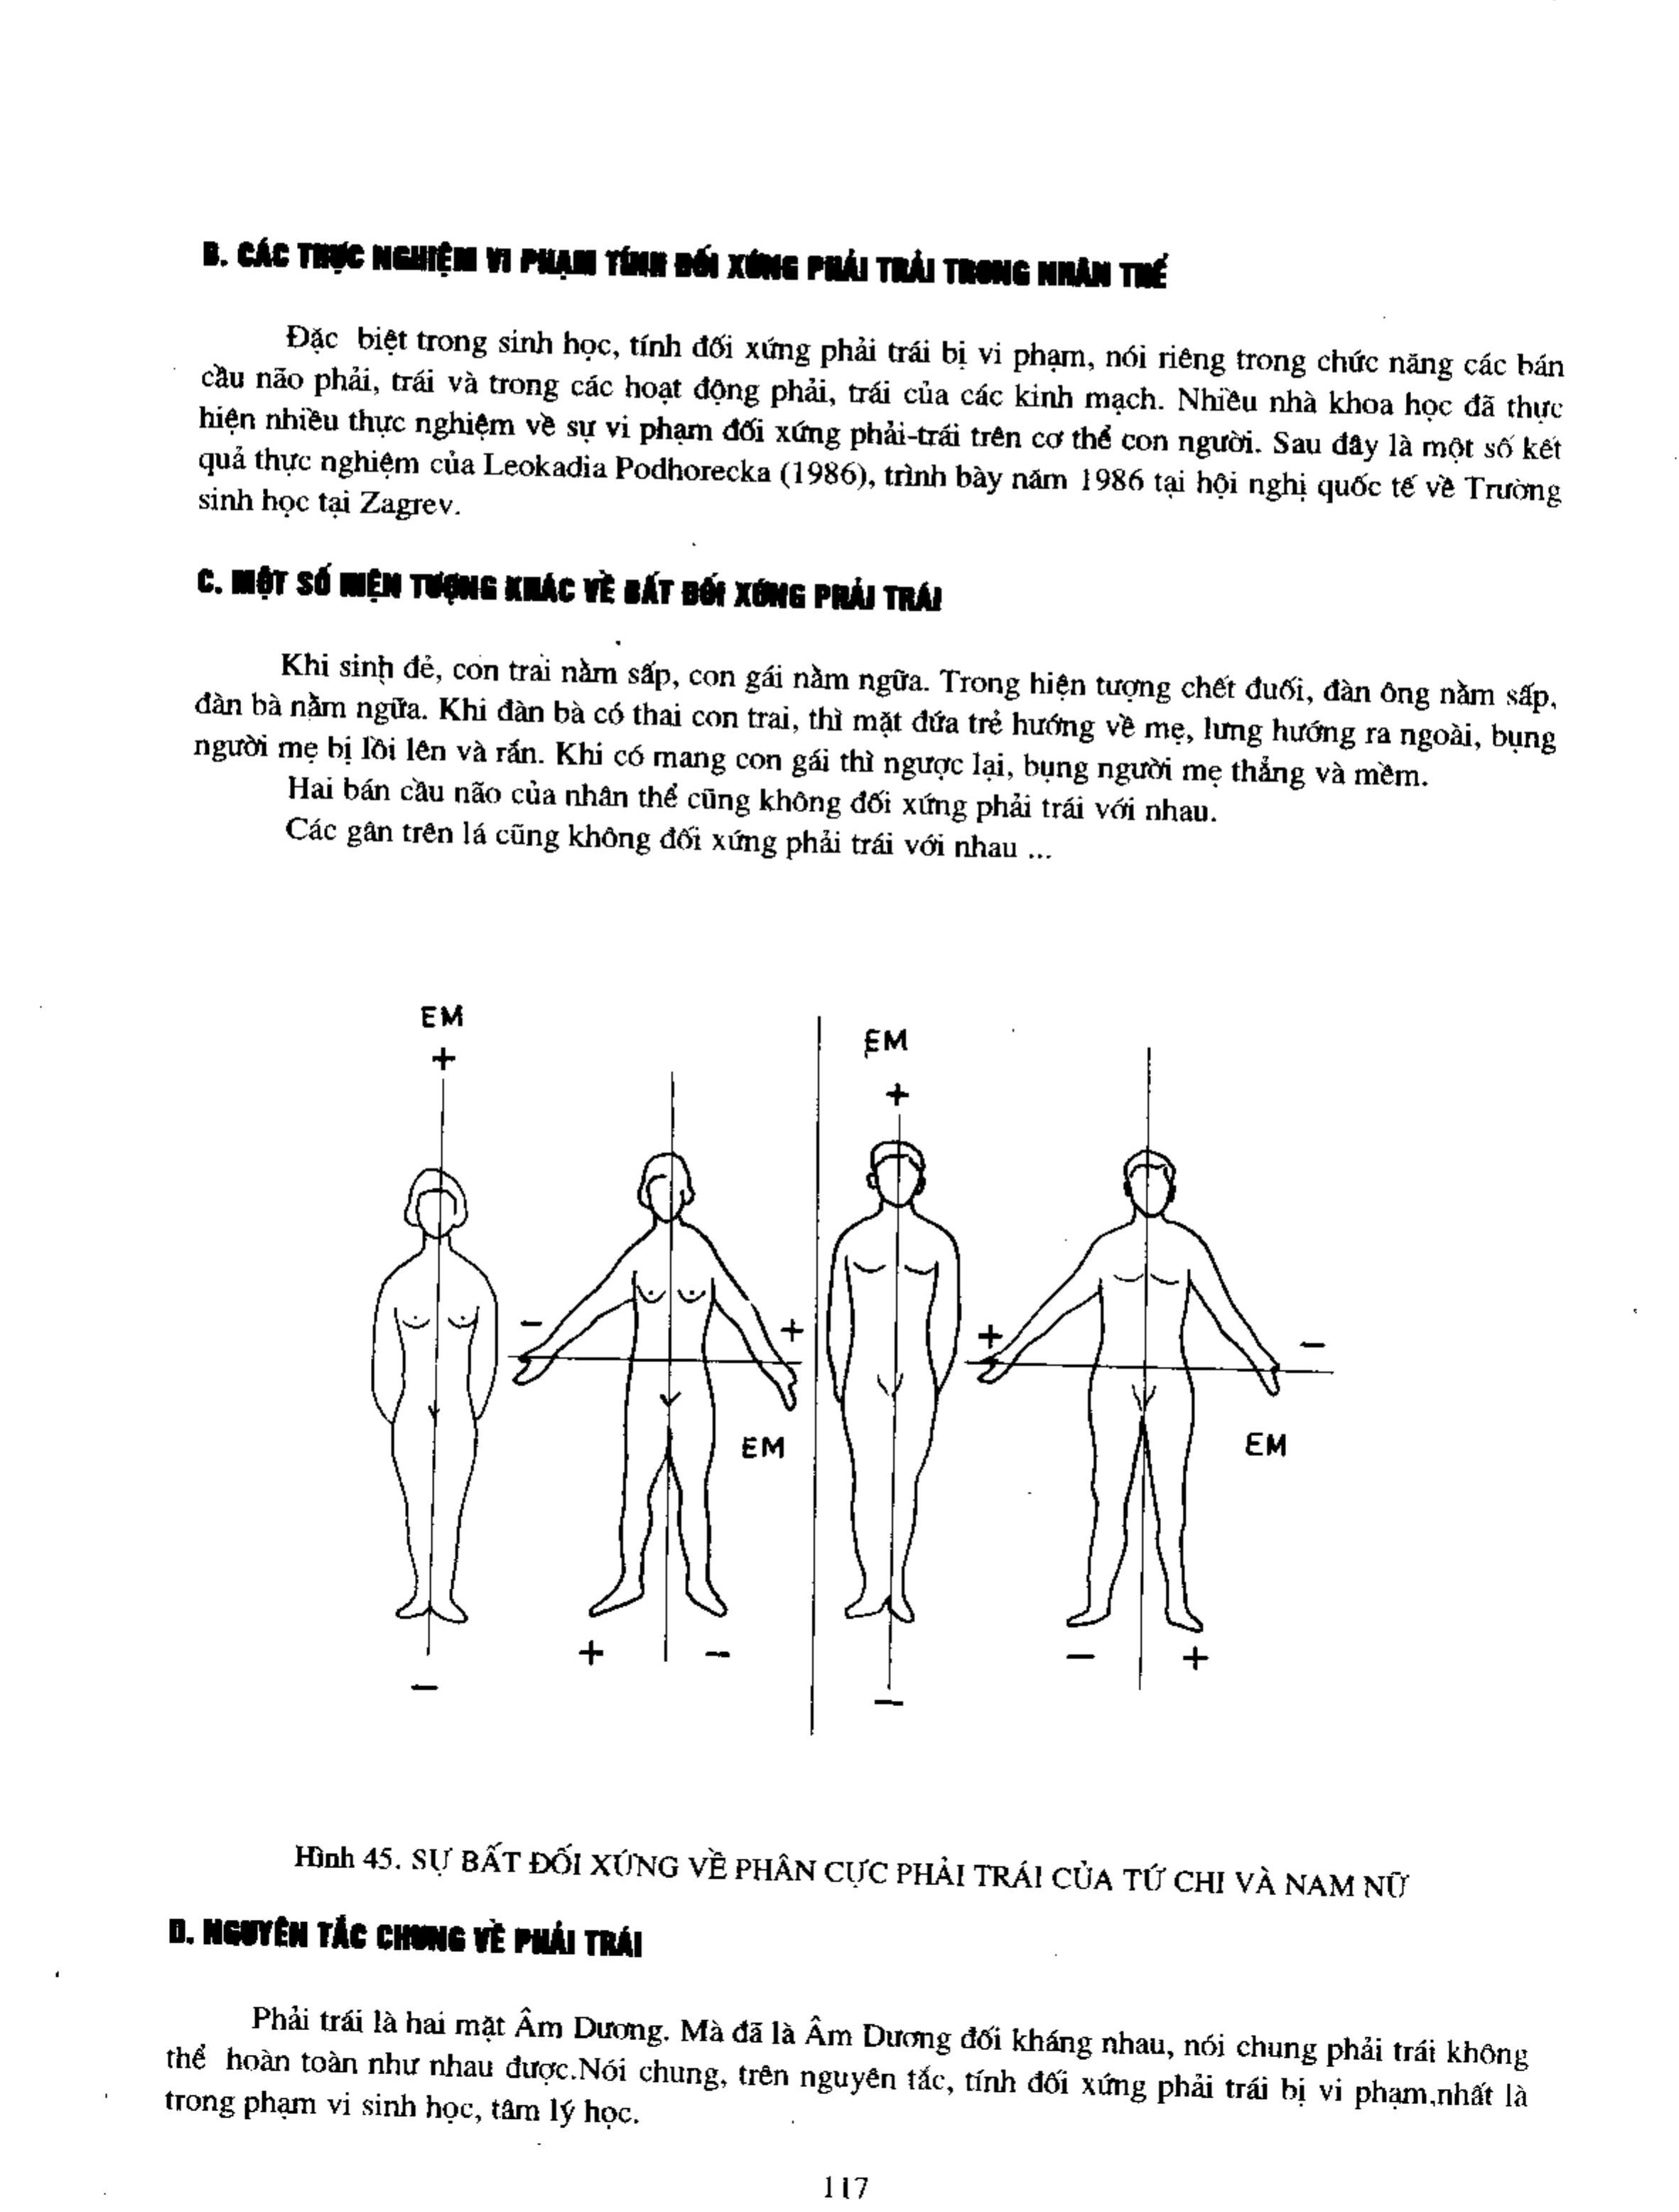 B. CÁC THỰC NGHIỆM VI PHẠM TÍNH ĐỐI XÚNG PHẢI TRÁI TRONG NHÂN THỂ
Đặc biệt trong sinh học, tính đối xứng phải trái bị vi phạm, nói riêng trong chức năng các bán
cầu não phải, trái và trong các hoạt động phải, trái của các kinh mạch. Nhiều nhà khoa học đã thực
hiện nhiều thực nghiệm về sự vi phạm đối xứng phải-trái trên cơ thể con người. Sau đây là một số kết
quả thực nghiệm của Leokadia Podhorecka (1986), trình bày năm 1986 tại hội nghị quốc tế về Trường
sinh học tại Zagrev.
C. MỘT SỐ HIỆN TƯỢNG KHÁC VỀ BẤT ĐỐI XÚNG PHẢI TRÁI
Khi sinh đẻ, con trai nằm sấp, con gái nằm ngữa. Trong hiện tượng chết đuối, đàn ông nằm sấp,
đàn bà nằm ngữa. Khi đàn bà có thai con trai, thì mặt đứa trẻ hướng về mẹ, lưng hướng ra ngoài, bụng
người mẹ bị lồi lên và rắn. Khi có mang con gái thì ngược lại, bụng người mẹ thẳng và mềm.
Hai bán cầu não của nhân thể cũng không đối xứng phải trái với nhau.
Các gân trên lá cũng không đối xứng phải trái với nhau ...
EM
+
EM
+
-
+
+
-
EM
EM
+
-
-
+
-
-
Hình 45. SỰ BẤT ĐỐI XỨNG VỀ PHÂN CỰC PHẢI TRÁI CỦA TỨ CHI VÀ NAM NỮ
D. NGUYÊN TẮC CHUNG VỀ PHẢI TRÁI
Phải trái là hai mặt Âm Dương. Mà đã là Âm Dương đối kháng nhau, nói chung phải trái không
thể hoàn toàn như nhau được.Nói chung, trên nguyên tắc, tính đối xứng phải trái bị vi phạm,nhất là
trong phạm vi sinh học, tâm lý học.
117